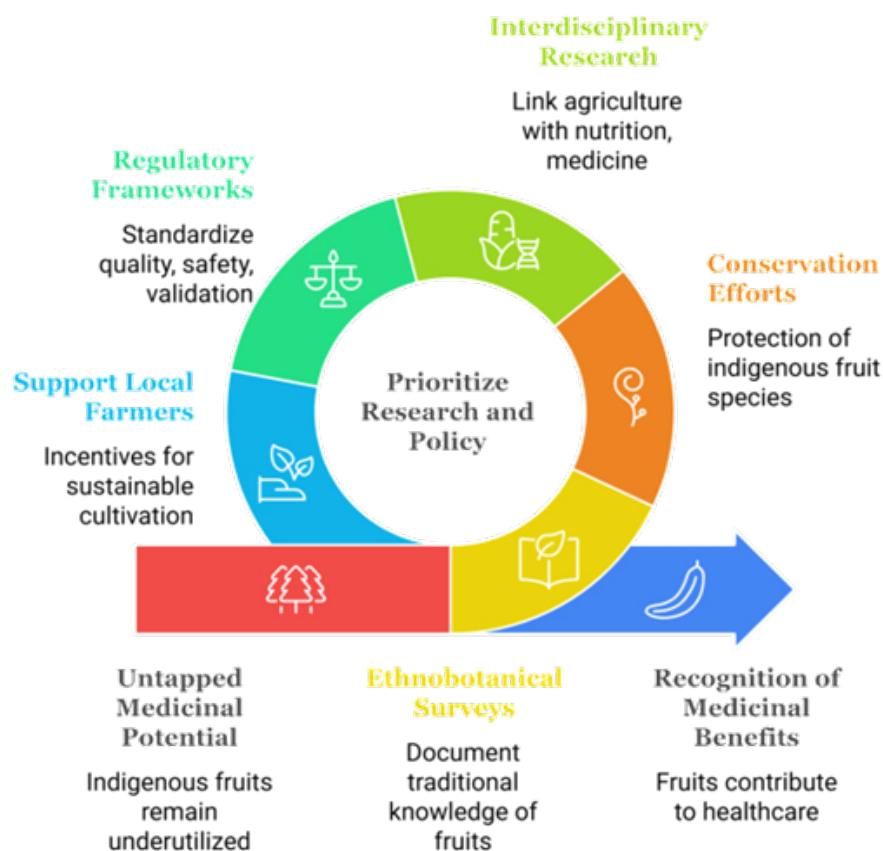 Interdisciplinary
Research
Link agriculture
with nutrition,
medicine
Regulatory
Frameworks
Standardize
quality, safety,
validation
Conservation
Efforts
Protection of
indigenous fruit
species
Support Local
Farmers
Incentives for
sustainable
cultivation
Prioritize
Research and
Policy
Untapped
Medicinal
Potential
Indigenous fruits
remain
underutilized
Ethnobotanical
Surveys
Document
traditional
knowledge of
fruits
Recognition of
Medicinal
Benefits
Fruits contribute
to healthcare